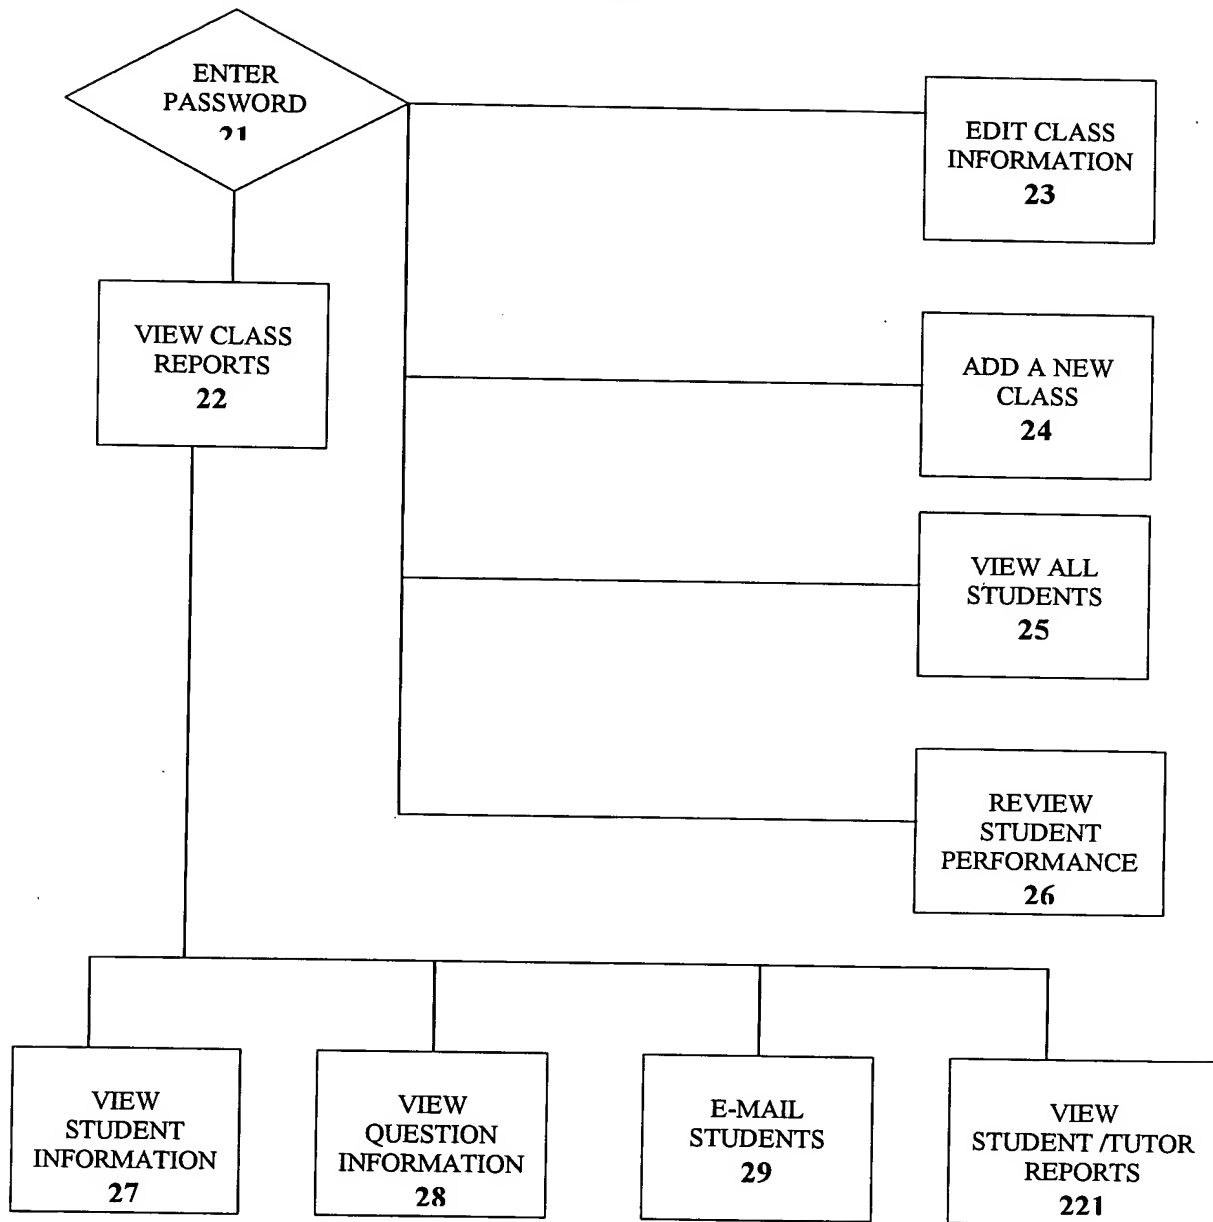 ENTER
PASSWORD
21
EDIT CLASS
INFORMATION
23
VIEW CLASS
REPORTS
22
ADD A NEW
CLASS
24
VIEW ALL
STUDENTS
25
REVIEW
STUDENT
PERFORMANCE
26
VIEW
STUDENT
INFORMATION
27
VIEW
QUESTION
INFORMATION
28
E-MAIL
STUDENTS
29
VIEW
STUDENT /TUTOR
REPORTS
221